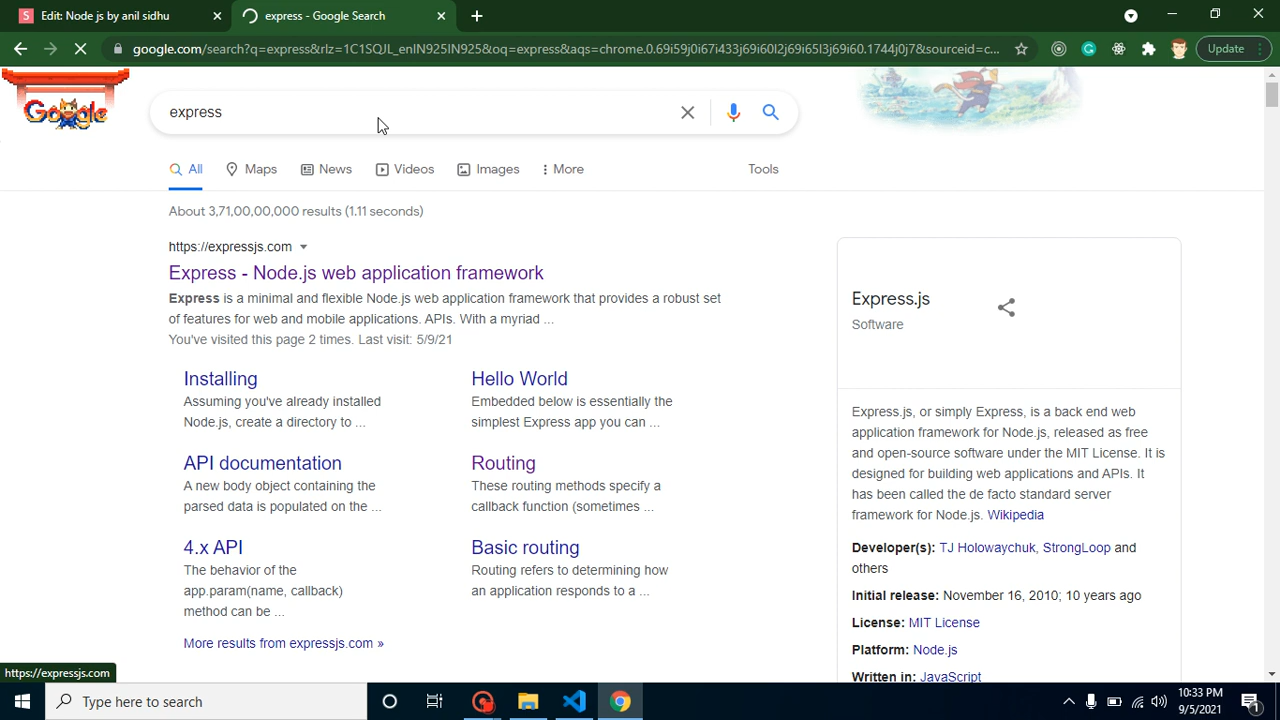 Edit: Node js by anil sidhu
express - Google Search
google.com/search?q=express&rlz=1C1SQJL_enIN925IN925&oq=express&aqs=chrome.0.69i59j0i67i433j69i60l2j69i65l3j69i60.1744j0j7&sourceid=c...
Update
Google
express
All
Maps
News
Videos
Images
More
Tools
About 3,71,00,00,000 results (1.11 seconds)
https://expressjs.com
Express - Node.js web application framework
Express is a minimal and flexible Node.js web application framework that provides a robust set
of features for web and mobile applications. APIs. With a myriad ...
You've visited this page 2 times. Last visit: 5/9/21
Installing
Assuming you've already installed
Node.js, create a directory to ...
Hello World
Embedded below is essentially the
simplest Express app you can ...
API documentation
A new body object containing the
parsed data is populated on the ...
Routing
These routing methods specify a
callback function (sometimes ...
4.x API
The behavior of the
app.param(name, callback)
method can be ...
Basic routing
Routing refers to determining how
an application responds to a ...
More results from expressjs.com »
Express.js
Software
Express.js, or simply Express, is a back end web
application framework for Node.js, released as free
and open-source software under the MIT License. It is
designed for building web applications and APIs. It
has been called the de facto standard server
framework for Node.js. Wikipedia
Developer(s): TJ Holowaychuk, StrongLoop and
others
Initial release: November 16, 2010; 10 years ago
License: MIT License
Platform: Node.js
Written in: JavaScript
https://expressjs.com
Type here to search
10:33 PM
9/5/2021
1